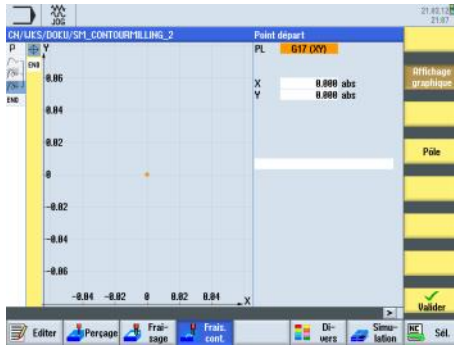 JOG
21.03.12
21:07
CN/UKS/DOKU/SM_CONTOURMILLING_2
Point départ
P
Y
PL G17 (XY)
END
Affichage
graphique
0.06
X 0.000 abs
Y 0.000 abs
END
0.04
0.02
Pôle
0
-0.02
-0.04
-0.06
-0.04 -0.02 0 0.02 0.04 X
Valider
Editer
Perçage
Frai-
sage
Frais.
cont.
Di-
vers
Simu-
lation
NC
Sél.